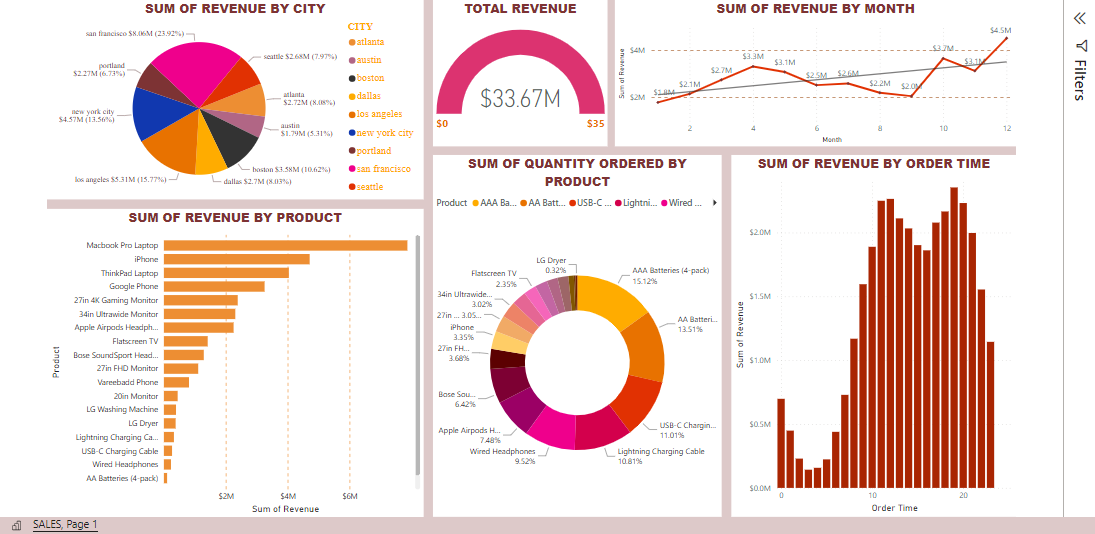 SUM OF REVENUE BY CITY
san francisco $8.06M (23.92%)
portland
$2.27M (6.73%)
new york city
$4.57M (13.56%)
los angeles $5.31M (15.77%)
seattle $2.68M (7.97%)
atlanta
$2.72M (8.08%)
austin
$1.79M (5.31%)
boston $3.58M (10.62%)
dallas $2.7M (8.03%)
CITY
atlanta
austin
boston
dallas
los angeles
new york city
portland
san francisco
seattle
TOTAL REVENUE
$33.67M
$0
$35
SUM OF REVENUE BY MONTH
Sum of Revenue
$4M
$2M
$1.8M
$2.1M
$2.7M
$3.3M
$3.1M
$2.5M
$2.6M
$2.2M
$2.0M
$3.7M
$3.1M
$4.5M
2
4
6
8
10
12
Month
Filters
SUM OF REVENUE BY PRODUCT
Product
Macbook Pro Laptop
iPhone
ThinkPad Laptop
Google Phone
27in 4K Gaming Monitor
34in Ultrawide Monitor
Apple Airpods Headph...
Flatscreen TV
Bose SoundSport Head...
27in FHD Monitor
Vareebadd Phone
20in Monitor
LG Washing Machine
LG Dryer
Lightning Charging Ca...
USB-C Charging Cable
Wired Headphones
AA Batteries (4-pack)
$2M
$4M
$6M
Sum of Revenue
SUM OF QUANTITY ORDERED BY
PRODUCT
Product AAA Ba... AA Batt... USB-C ... Lightni... Wired ...
LG Dryer
0.32%
Flatscreen TV
2.35%
34in Ultrawide...
3.02%
27in ... 3.05...
iPhone
3.35%
27in FH...
3.68%
Bose Sou...
6.42%
Apple Airpods H...
7.48%
Wired Headphones
9.52%
AAA Batteries (4-pack)
15.12%
AA Batteri...
13.51%
USB-C Chargin...
11.01%
Lightning Charging Cable
10.81%
SUM OF REVENUE BY ORDER TIME
Sum of Revenue
$2.0M
$1.5M
$1.0M
$0.5M
$0.0M
0
10
20
Order Time
SALES, Page 1